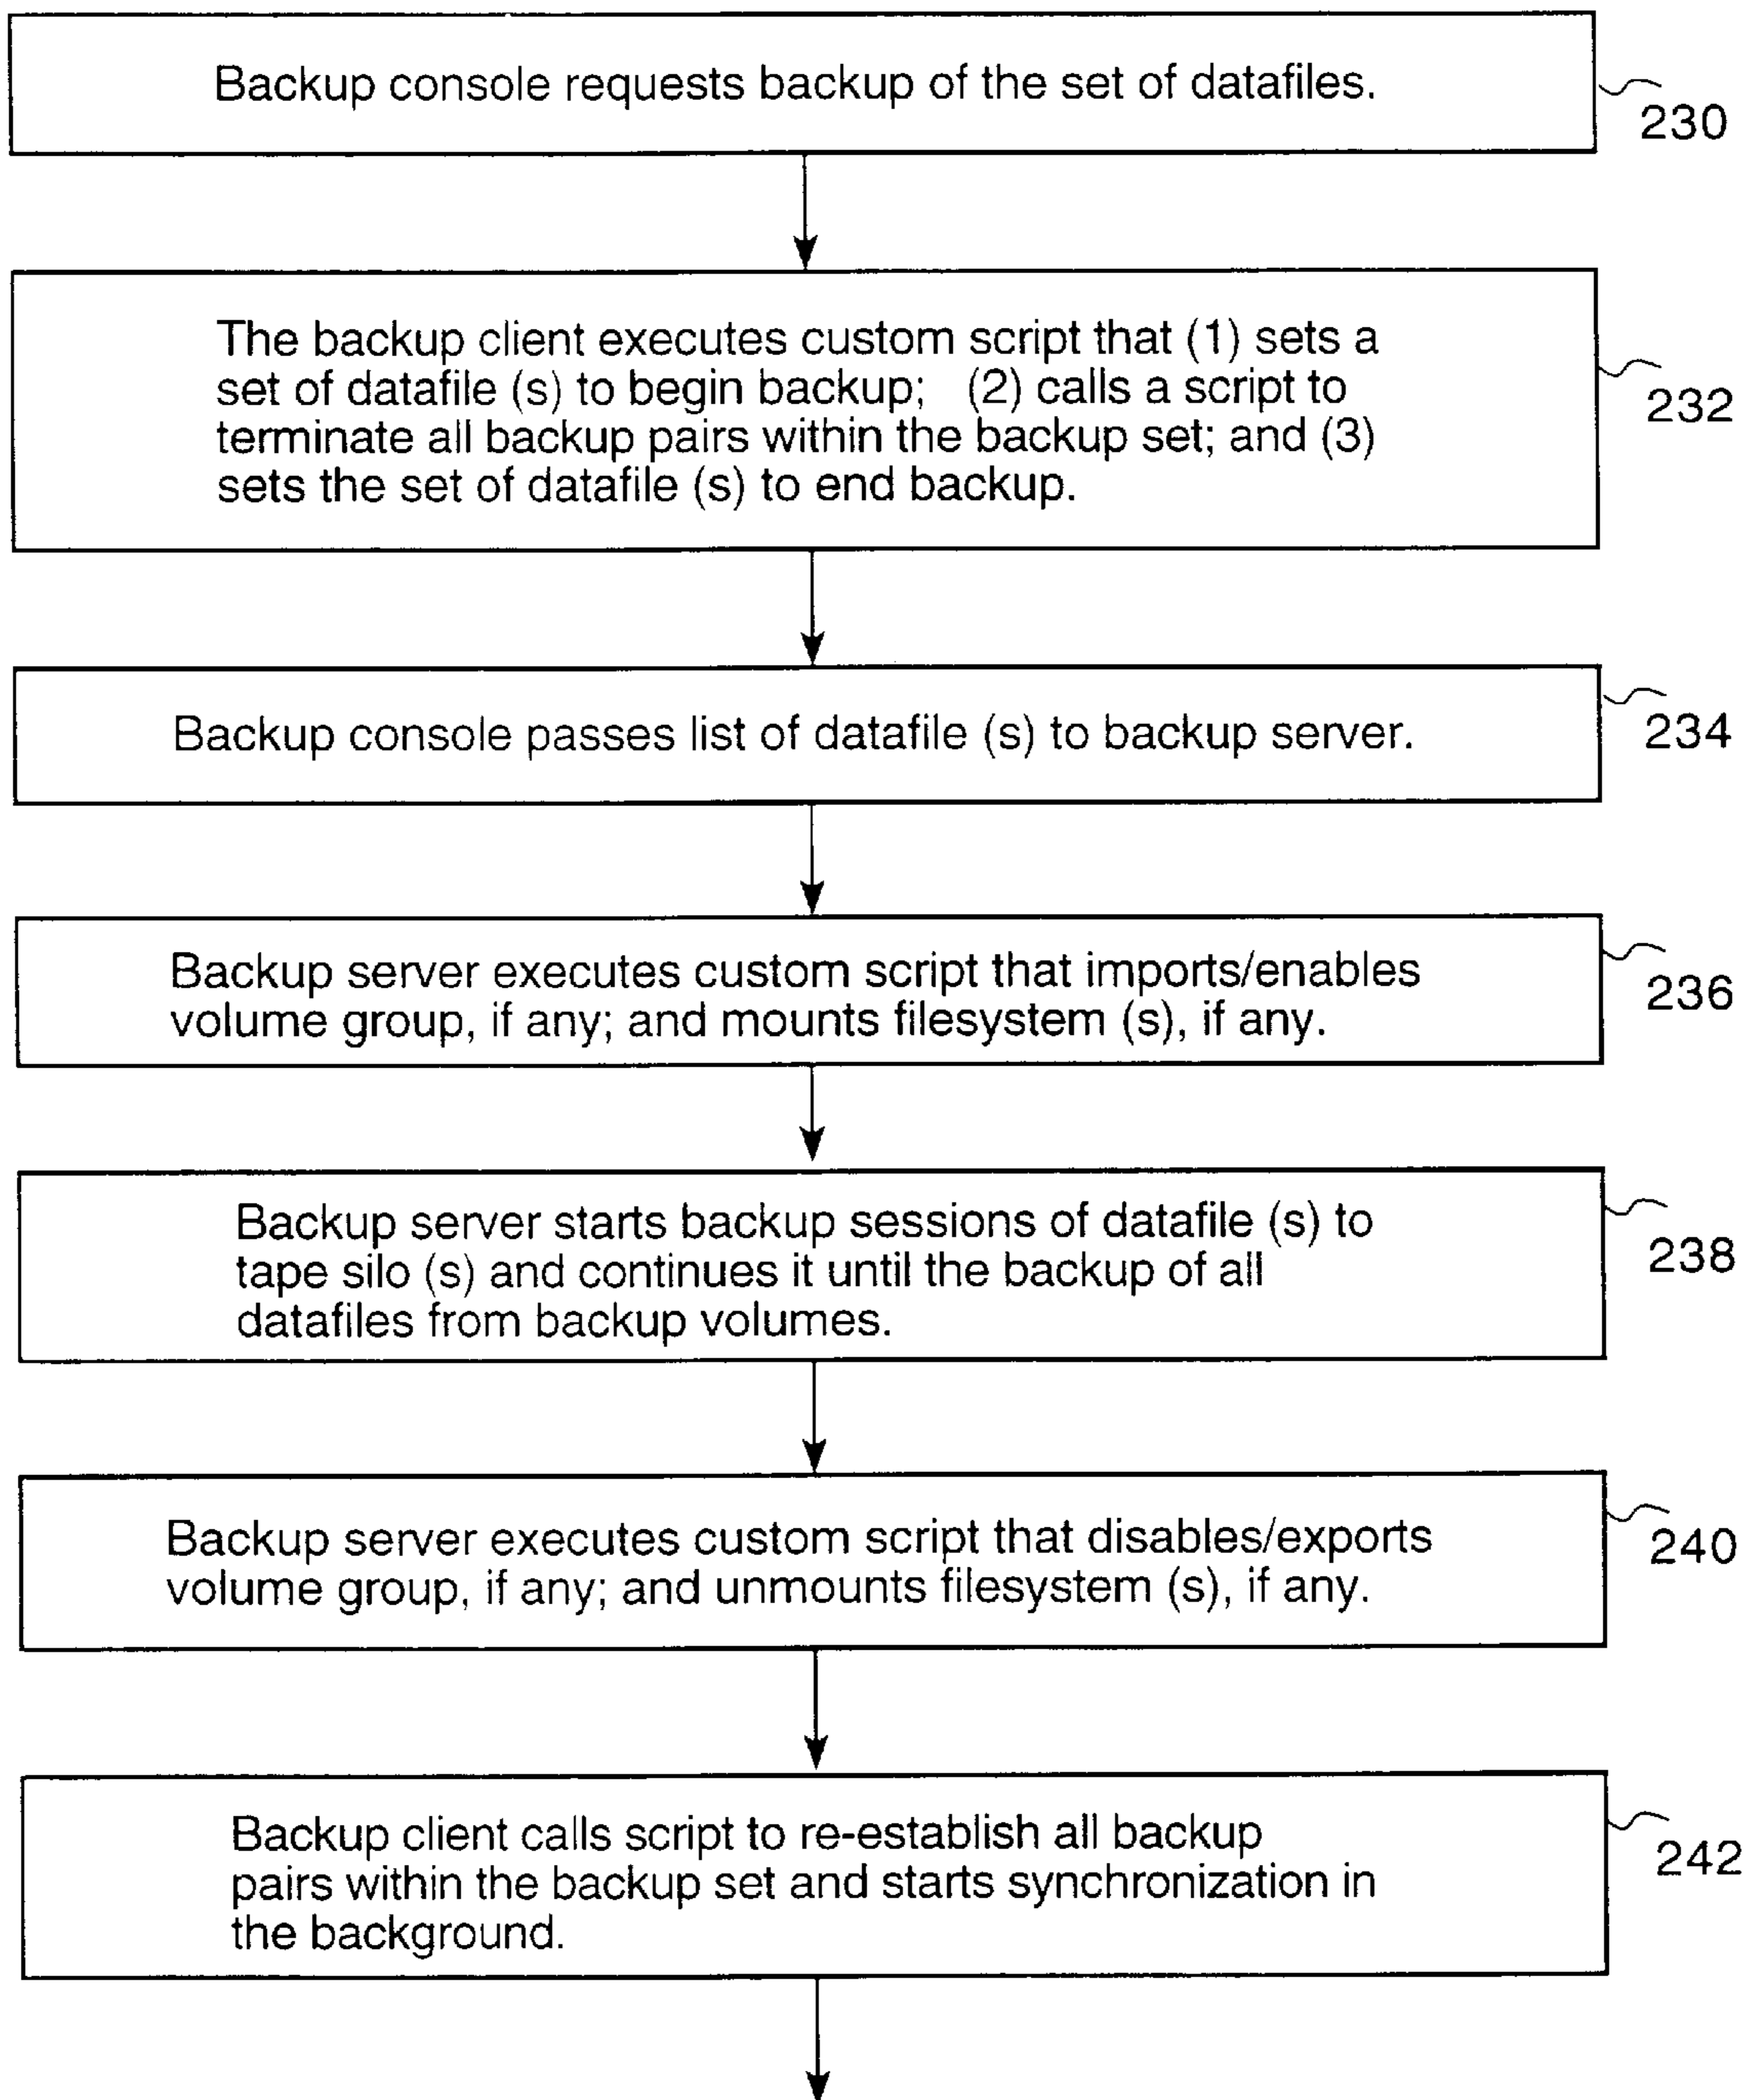 Backup console requests backup of the set of datafiles.
230
The backup client executes custom script that (1) sets a
set of datafile (s) to begin backup; (2) calls a script to
terminate all backup pairs within the backup set; and (3)
sets the set of datafile (s) to end backup.
232
Backup console passes list of datafile (s) to backup server.
234
Backup server executes custom script that imports/enables
volume group, if any; and mounts filesystem (s), if any.
236
Backup server starts backup sessions of datafile (s) to
tape silo (s) and continues it until the backup of all
datafiles from backup volumes.
238
Backup server executes custom script that disables/exports
volume group, if any; and unmounts filesystem (s), if any.
240
Backup client calls script to re-establish all backup
pairs within the backup set and starts synchronization in
the background.
242